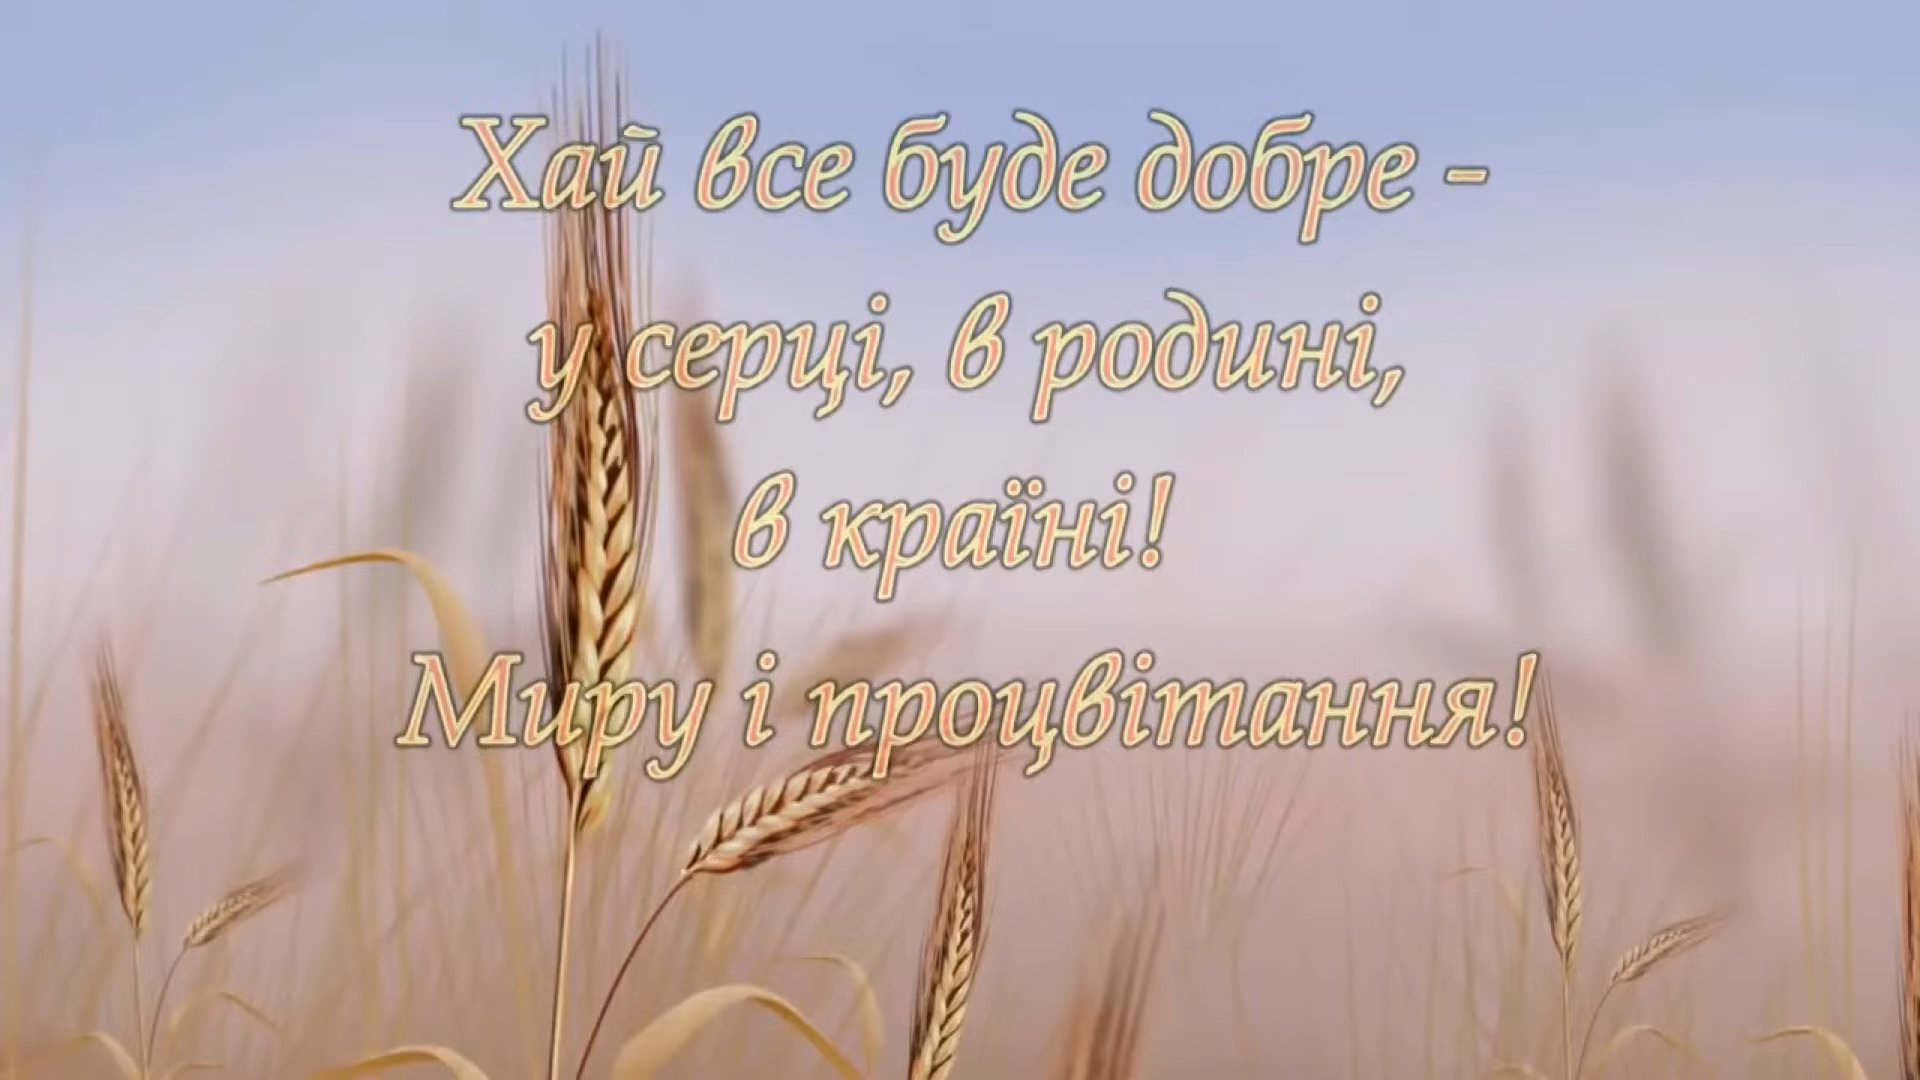 Хай все буде добре -
у серці, в родині,
в країні!
Миру і процвітання!